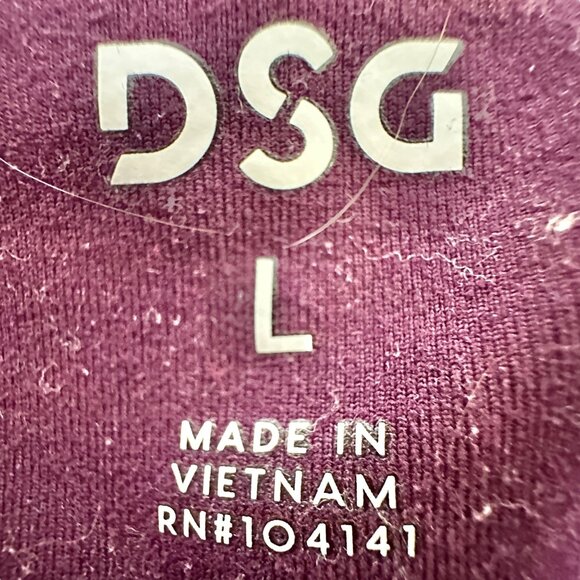 DSG
L
MADE IN
VIETNAM
RN#104141